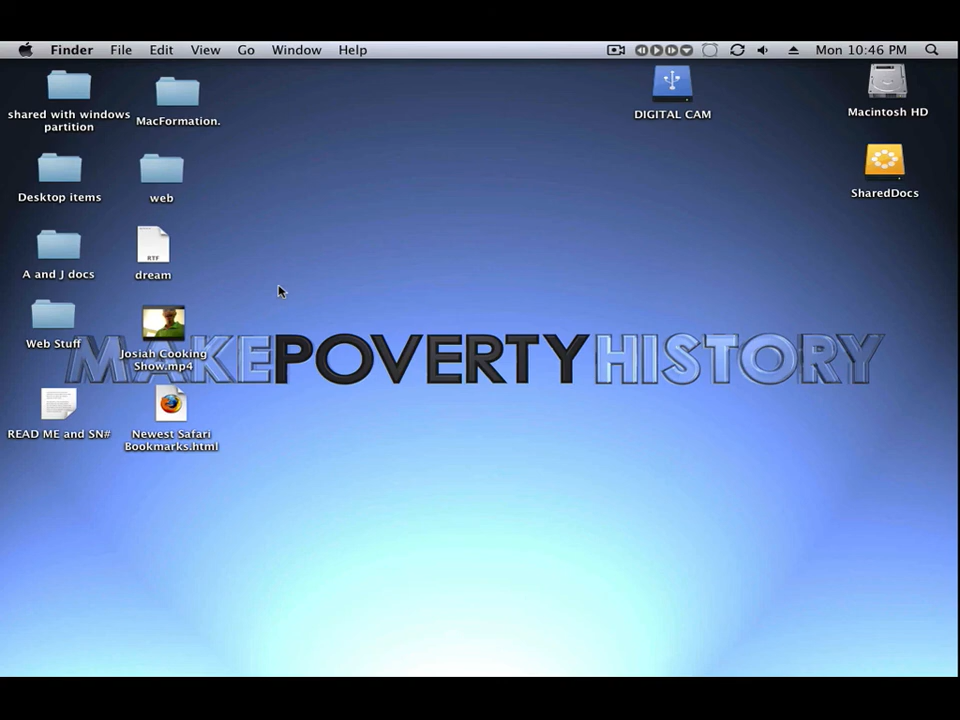 Finder File Edit View Go Window Help Mon 10:46 PM
shared with windows
partition
MacFormation.
DIGITAL CAM
Macintosh HD
Desktop items
web
SharedDocs
A and J docs
RTF
dream
Web Stuff
Josiah Cooking
Show.mp4
MAKEPOVERTYHISTORY
READ ME and SN#
Newest Safari
Bookmarks.html